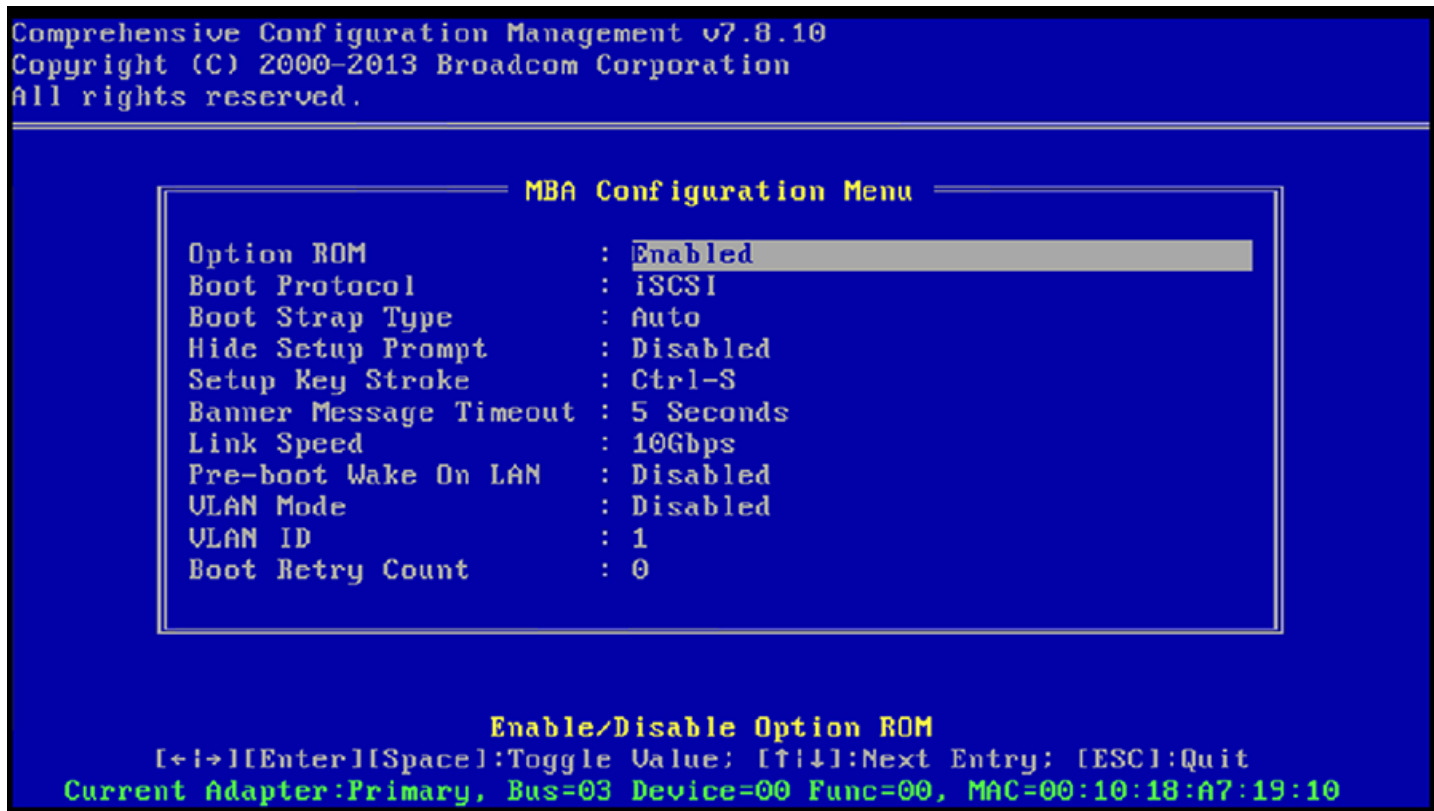 Comprehensive Configuration Management v7.8.10
Copyright (C) 2000-2013 Broadcom Corporation
All rights reserved.
MBA Configuration Menu
Option ROM : Enabled
Boot Protocol : iSCSI
Boot Strap Type : Auto
Hide Setup Prompt : Disabled
Setup Key Stroke : Ctrl-S
Banner Message Timeout : 5 Seconds
Link Speed : 10Gbps
Pre-boot Wake On LAN : Disabled
VLAN Mode : Disabled
VLAN ID : 1
Boot Retry Count : 0
Enable/Disable Option ROM
[←|→][Enter][Space]:Toggle Value; [↑|↓]:Next Entry; [ESC]:Quit
Current Adapter:Primary, Bus=03 Device=00 Func=00, MAC=00:10:18:A7:19:10